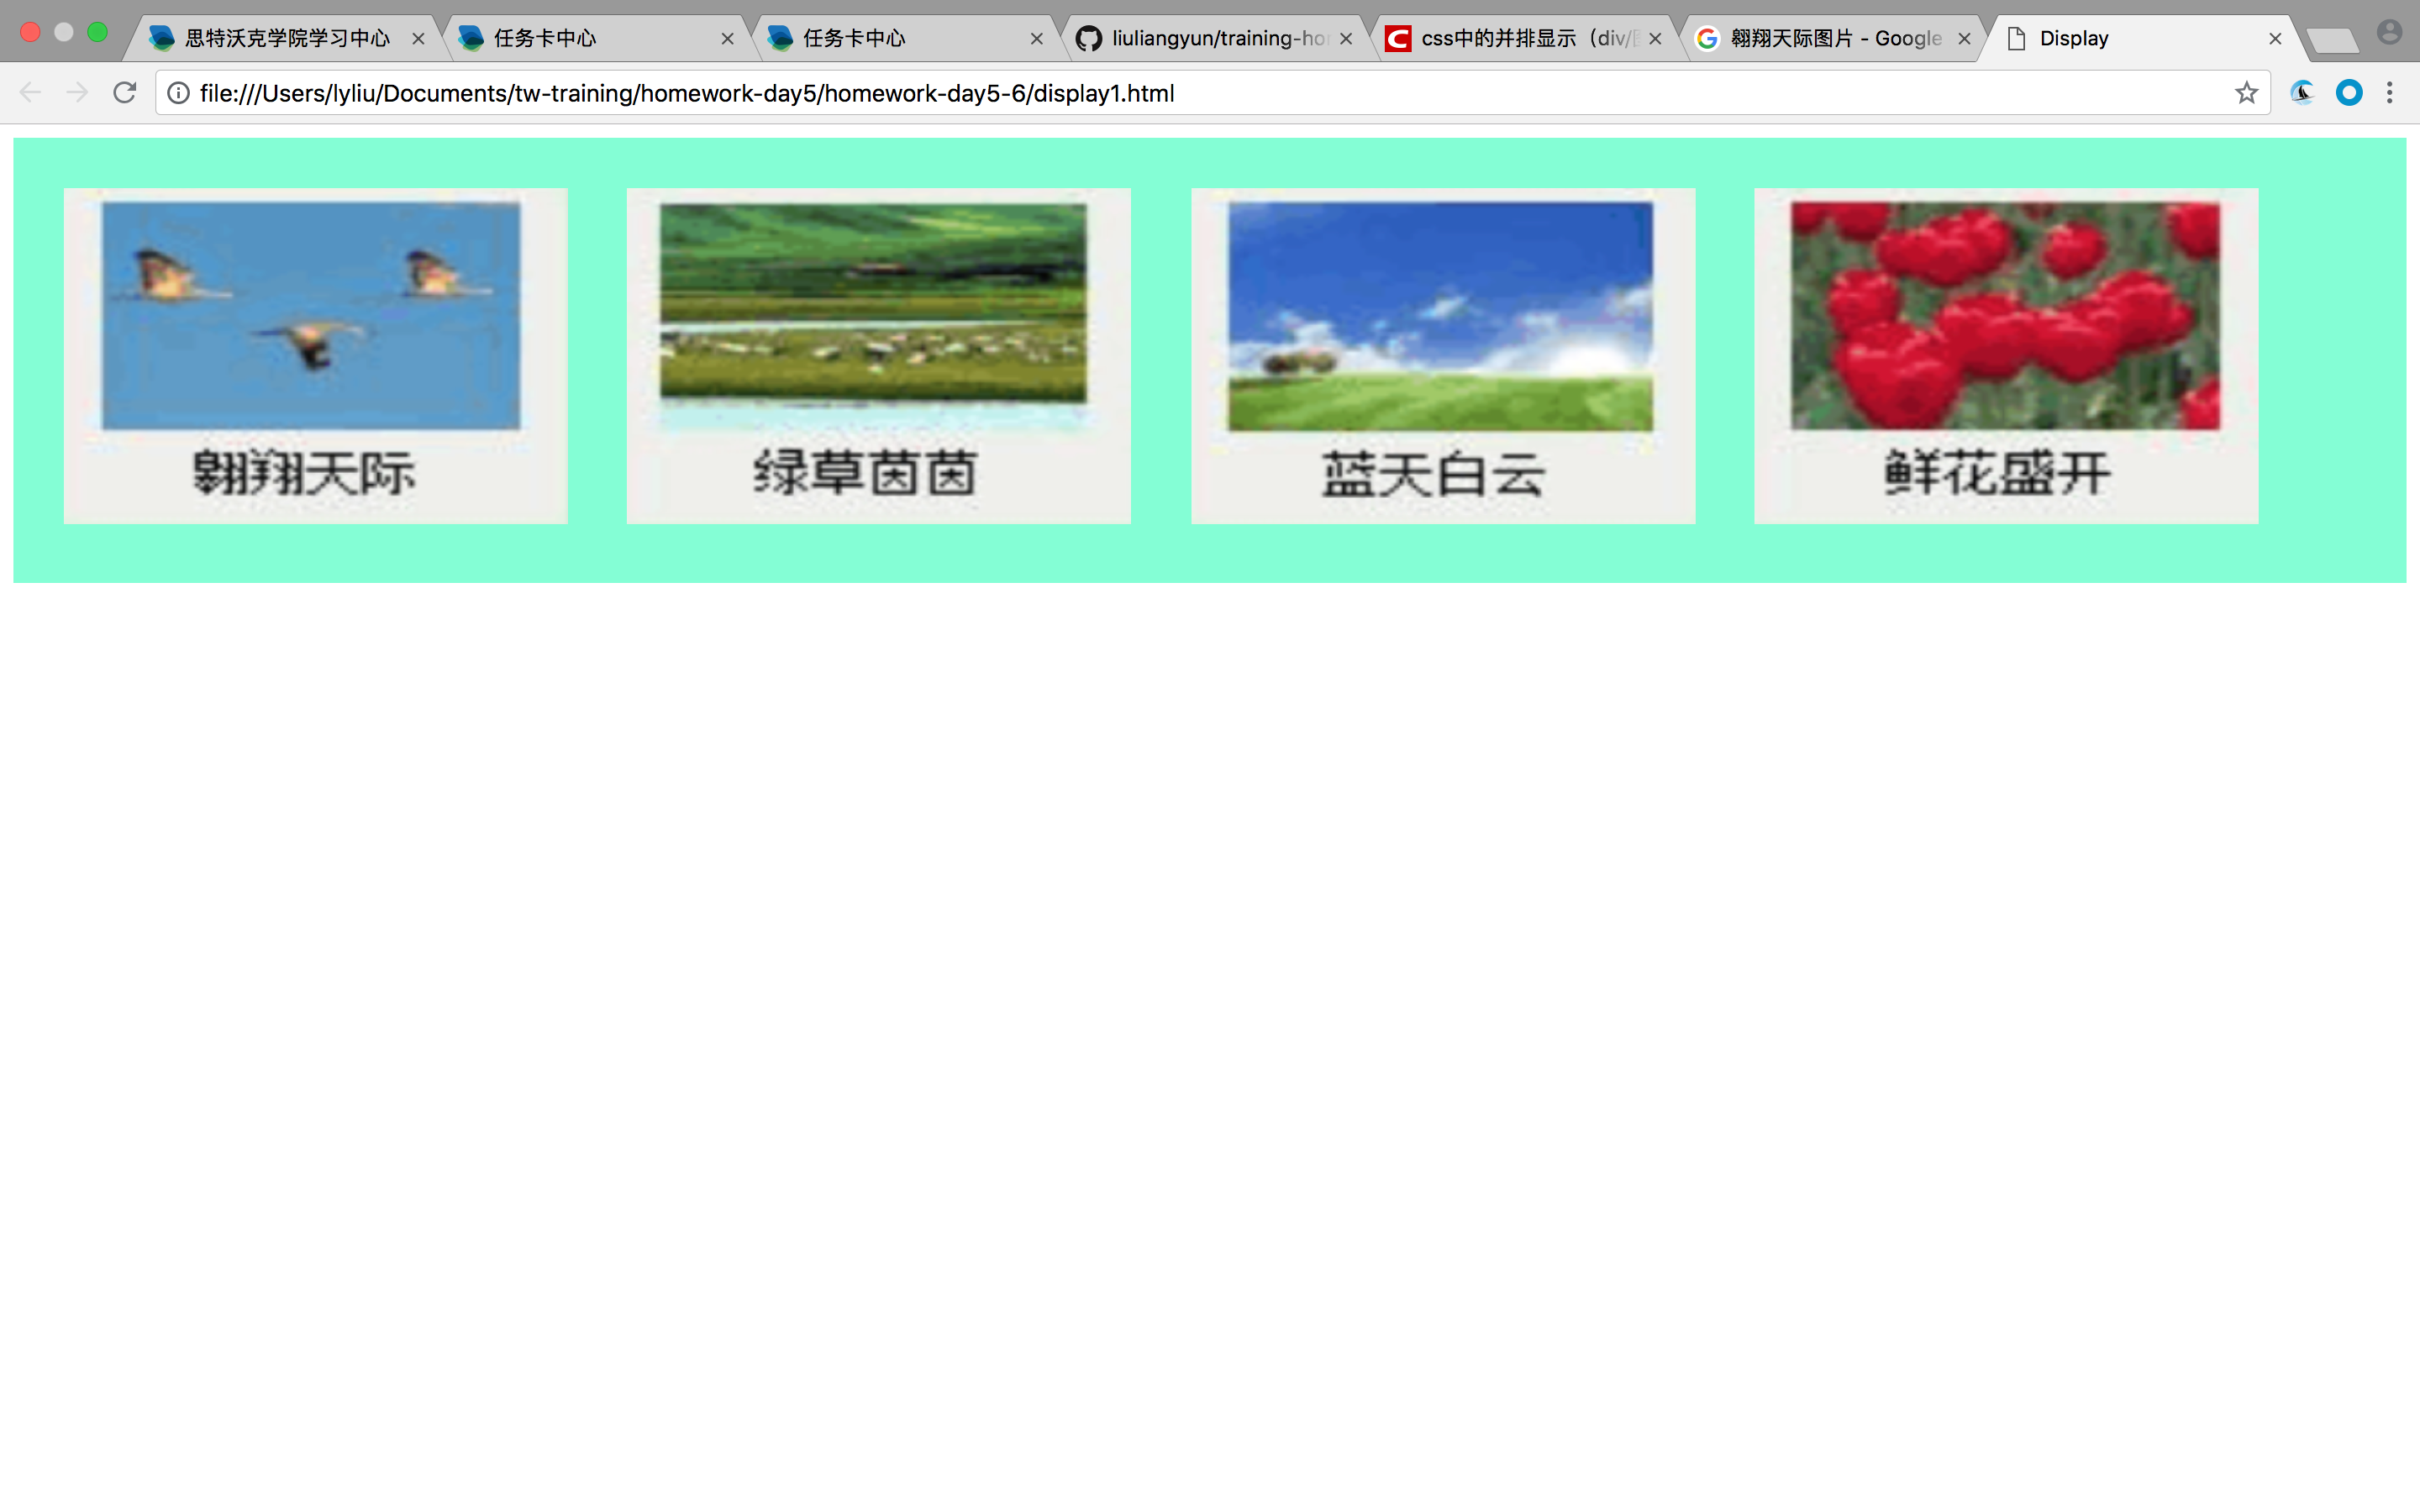 思特沃克学院学习中心
任务卡中心
任务卡中心
liuliangyun/training-ho
css中的并排显示（div/
翱翔天际图片 - Google
Display
file:///Users/lyliu/Documents/tw-training/homework-day5/homework-day5-6/display1.html
翱翔天际
绿草茵茵
蓝天白云
鲜花盛开